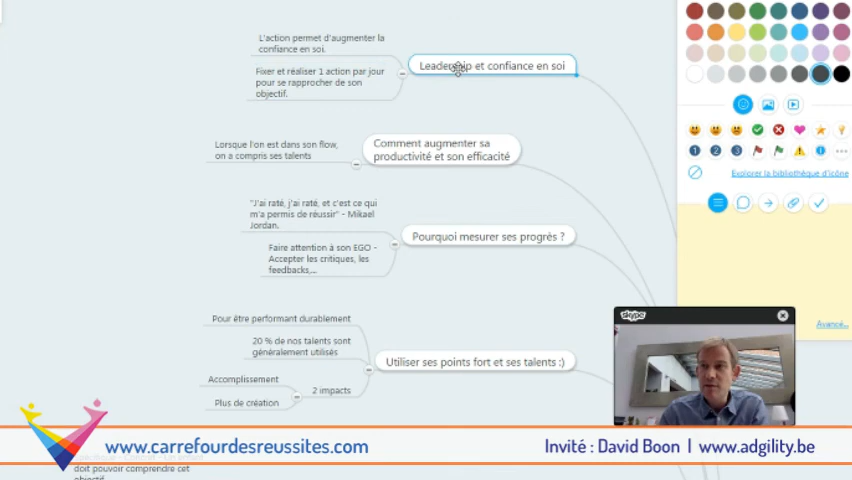 L'action permet d'augmenter la
confiance en soi.
Fixer et réaliser 1 action par jour
pour se rapprocher de son
objectif.
Leadership et confiance en soi
Lorsque l'on est dans son flow,
on a compris ses talents
Comment augmenter sa
productivité et son efficacité
"J'ai raté, j'ai raté, et c'est ce qui
m'a permis de réussir" - Mikael
Jordan.
Faire attention à son EGO -
Accepter les critiques, les
feedbacks,...
Pourquoi mesurer ses progrés ?
Pour être performant durablement
20 % de nos talents sont
généralement utilisés
Accomplissement
Plus de création
2 impacts
Utiliser ses points fort et ses talents :)
1 2 3
Explorer la bibliothèque d'icône
Avancé...
skype
www.carrefourdesreussites.com
Invité : David Boon | www.adgility.be
doit pouvoir comprendre cet
objectif